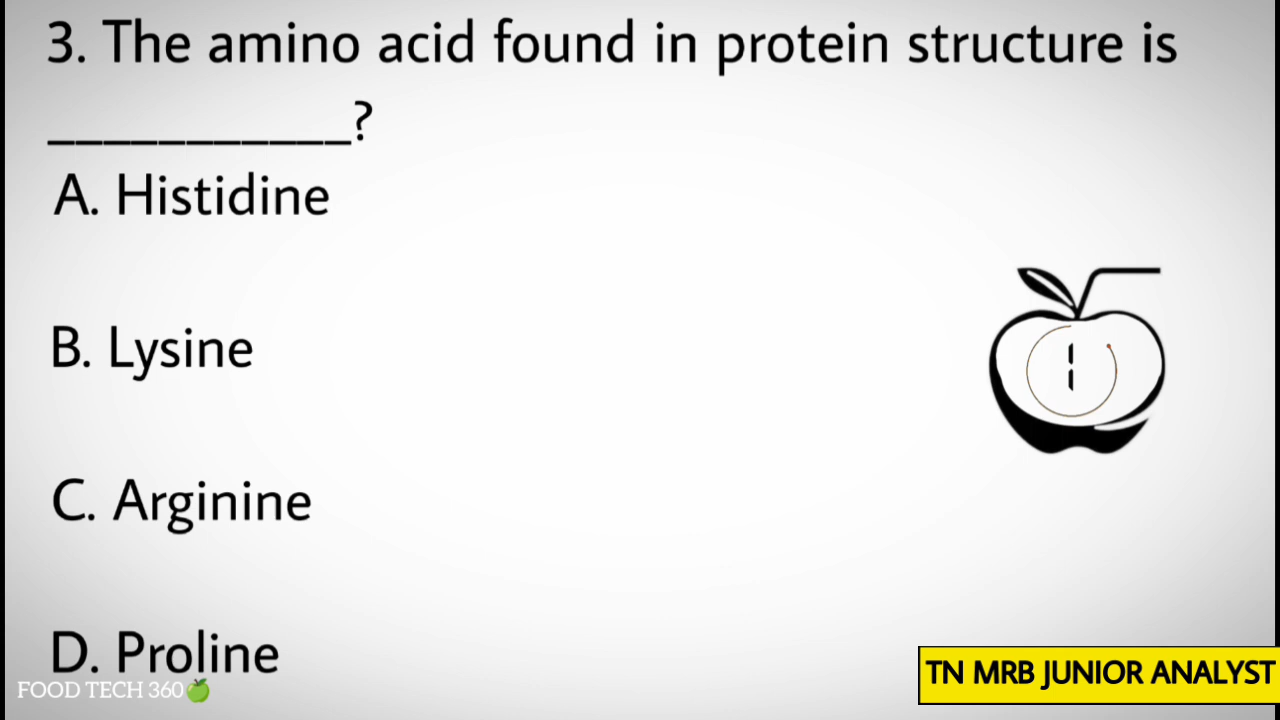 3. The amino acid found in protein structure is
___________?
A. Histidine
B. Lysine
1
C. Arginine
D. Proline
FOOD TECH 360
TN MRB JUNIOR ANALYST